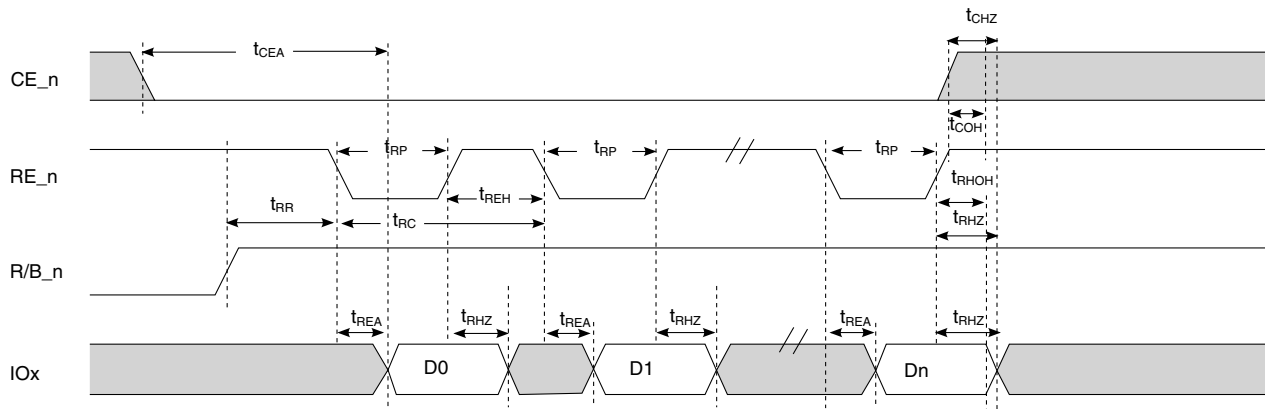 tCHZ
tCEA
CE_n
tCOH
tRP
tRP
tRP
RE_n
tREH
tRHOH
tRR
tRC
tRHZ
R/B_n
tREA
tRHZ
tREA
tRHZ
tREA
tRHZ
IOx
D0
D1
Dn